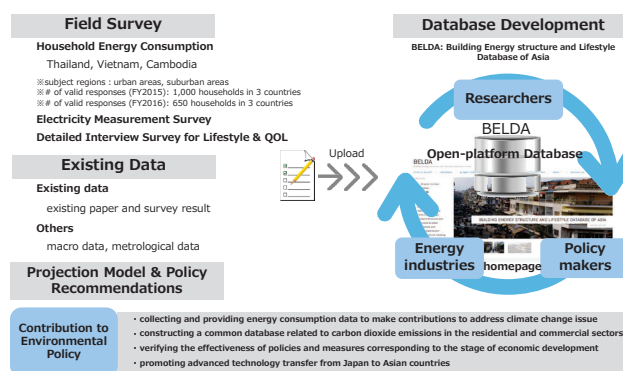 Field Survey
Household Energy Consumption
Thailand, Vietnam, Cambodia
※subject regions : urban areas, suburban areas
※# of valid responses (FY2015): 1,000 households in 3 countries
※# of valid responses (FY2016): 650 households in 3 countries
Electricity Measurement Survey
Detailed Interview Survey for Lifestyle & QOL
Existing Data
Existing data
existing paper and survey result
Others
macro data, metrological data
Projection Model & Policy
Recommendations
Upload
Database Development
BELDA: Building Energy structure and Lifestyle
Database of Asia
Researchers
BELDA
Open-platform Database
BELDA
BUILDING ENERGY STRUCTURE AND LIFESTYLE DATABASE OF ASIA
Energy
industries
homepage
Policy
makers
Contribution to
Environmental
Policy
・collecting and providing energy consumption data to make contributions to address climate change issue
・constructing a common database related to carbon dioxide emissions in the residential and commercial sectors
・verifying the effectiveness of policies and measures corresponding to the stage of economic development
・promoting advanced technology transfer from Japan to Asian countries